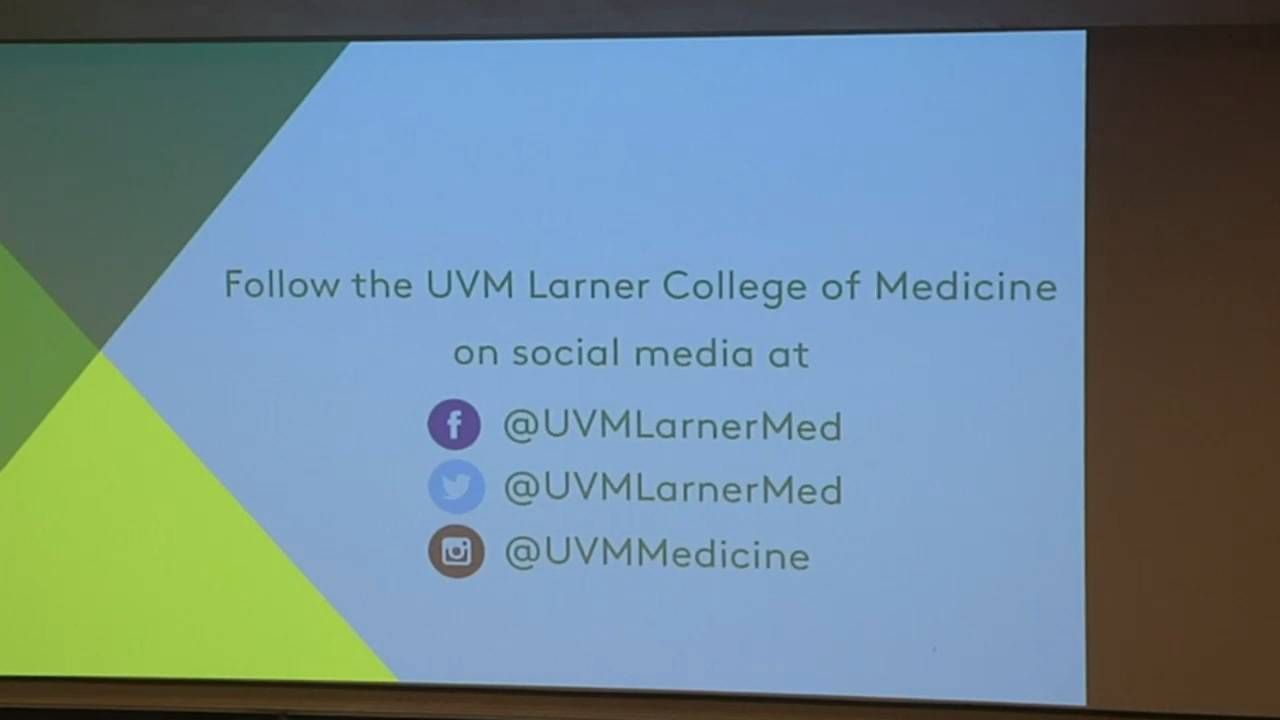 Follow the UVM Larner College of Medicine
on social media at
@UVMLarnerMed
@UVMLarnerMed
@UVMMedicine